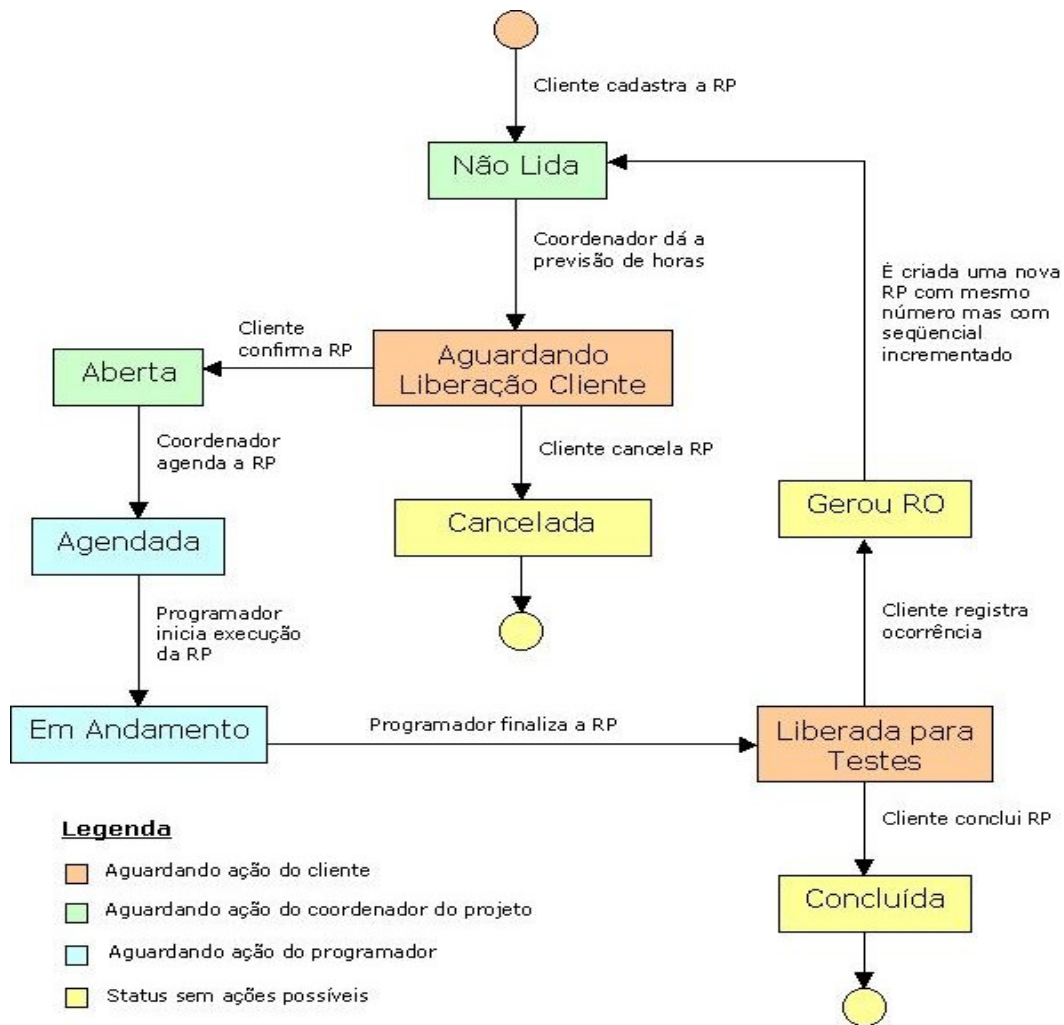 Cliente cadastra a RP
Não Lida
Coordenador dá a
previsão de horas
È criada uma nova
RP com mesmo
número mas com
seqüencial
incrementado
Cliente
confirma RP
Aguardando
Liberação Cliente
Aberta
Coordenador
agenda a RP
Cliente cancela RP
Gerou RO
Cancelada
Agendada
Programador
inicia execução
da RP
Cliente registra
ocorrência
Em Andamento
Programador finaliza a RP
Liberada para
Testes
Cliente conclui RP
Concluída
Legenda
Aguardando ação do cliente
Aguardando ação do coordenador do projeto
Aguardando ação do programador
Status sem ações possíveis